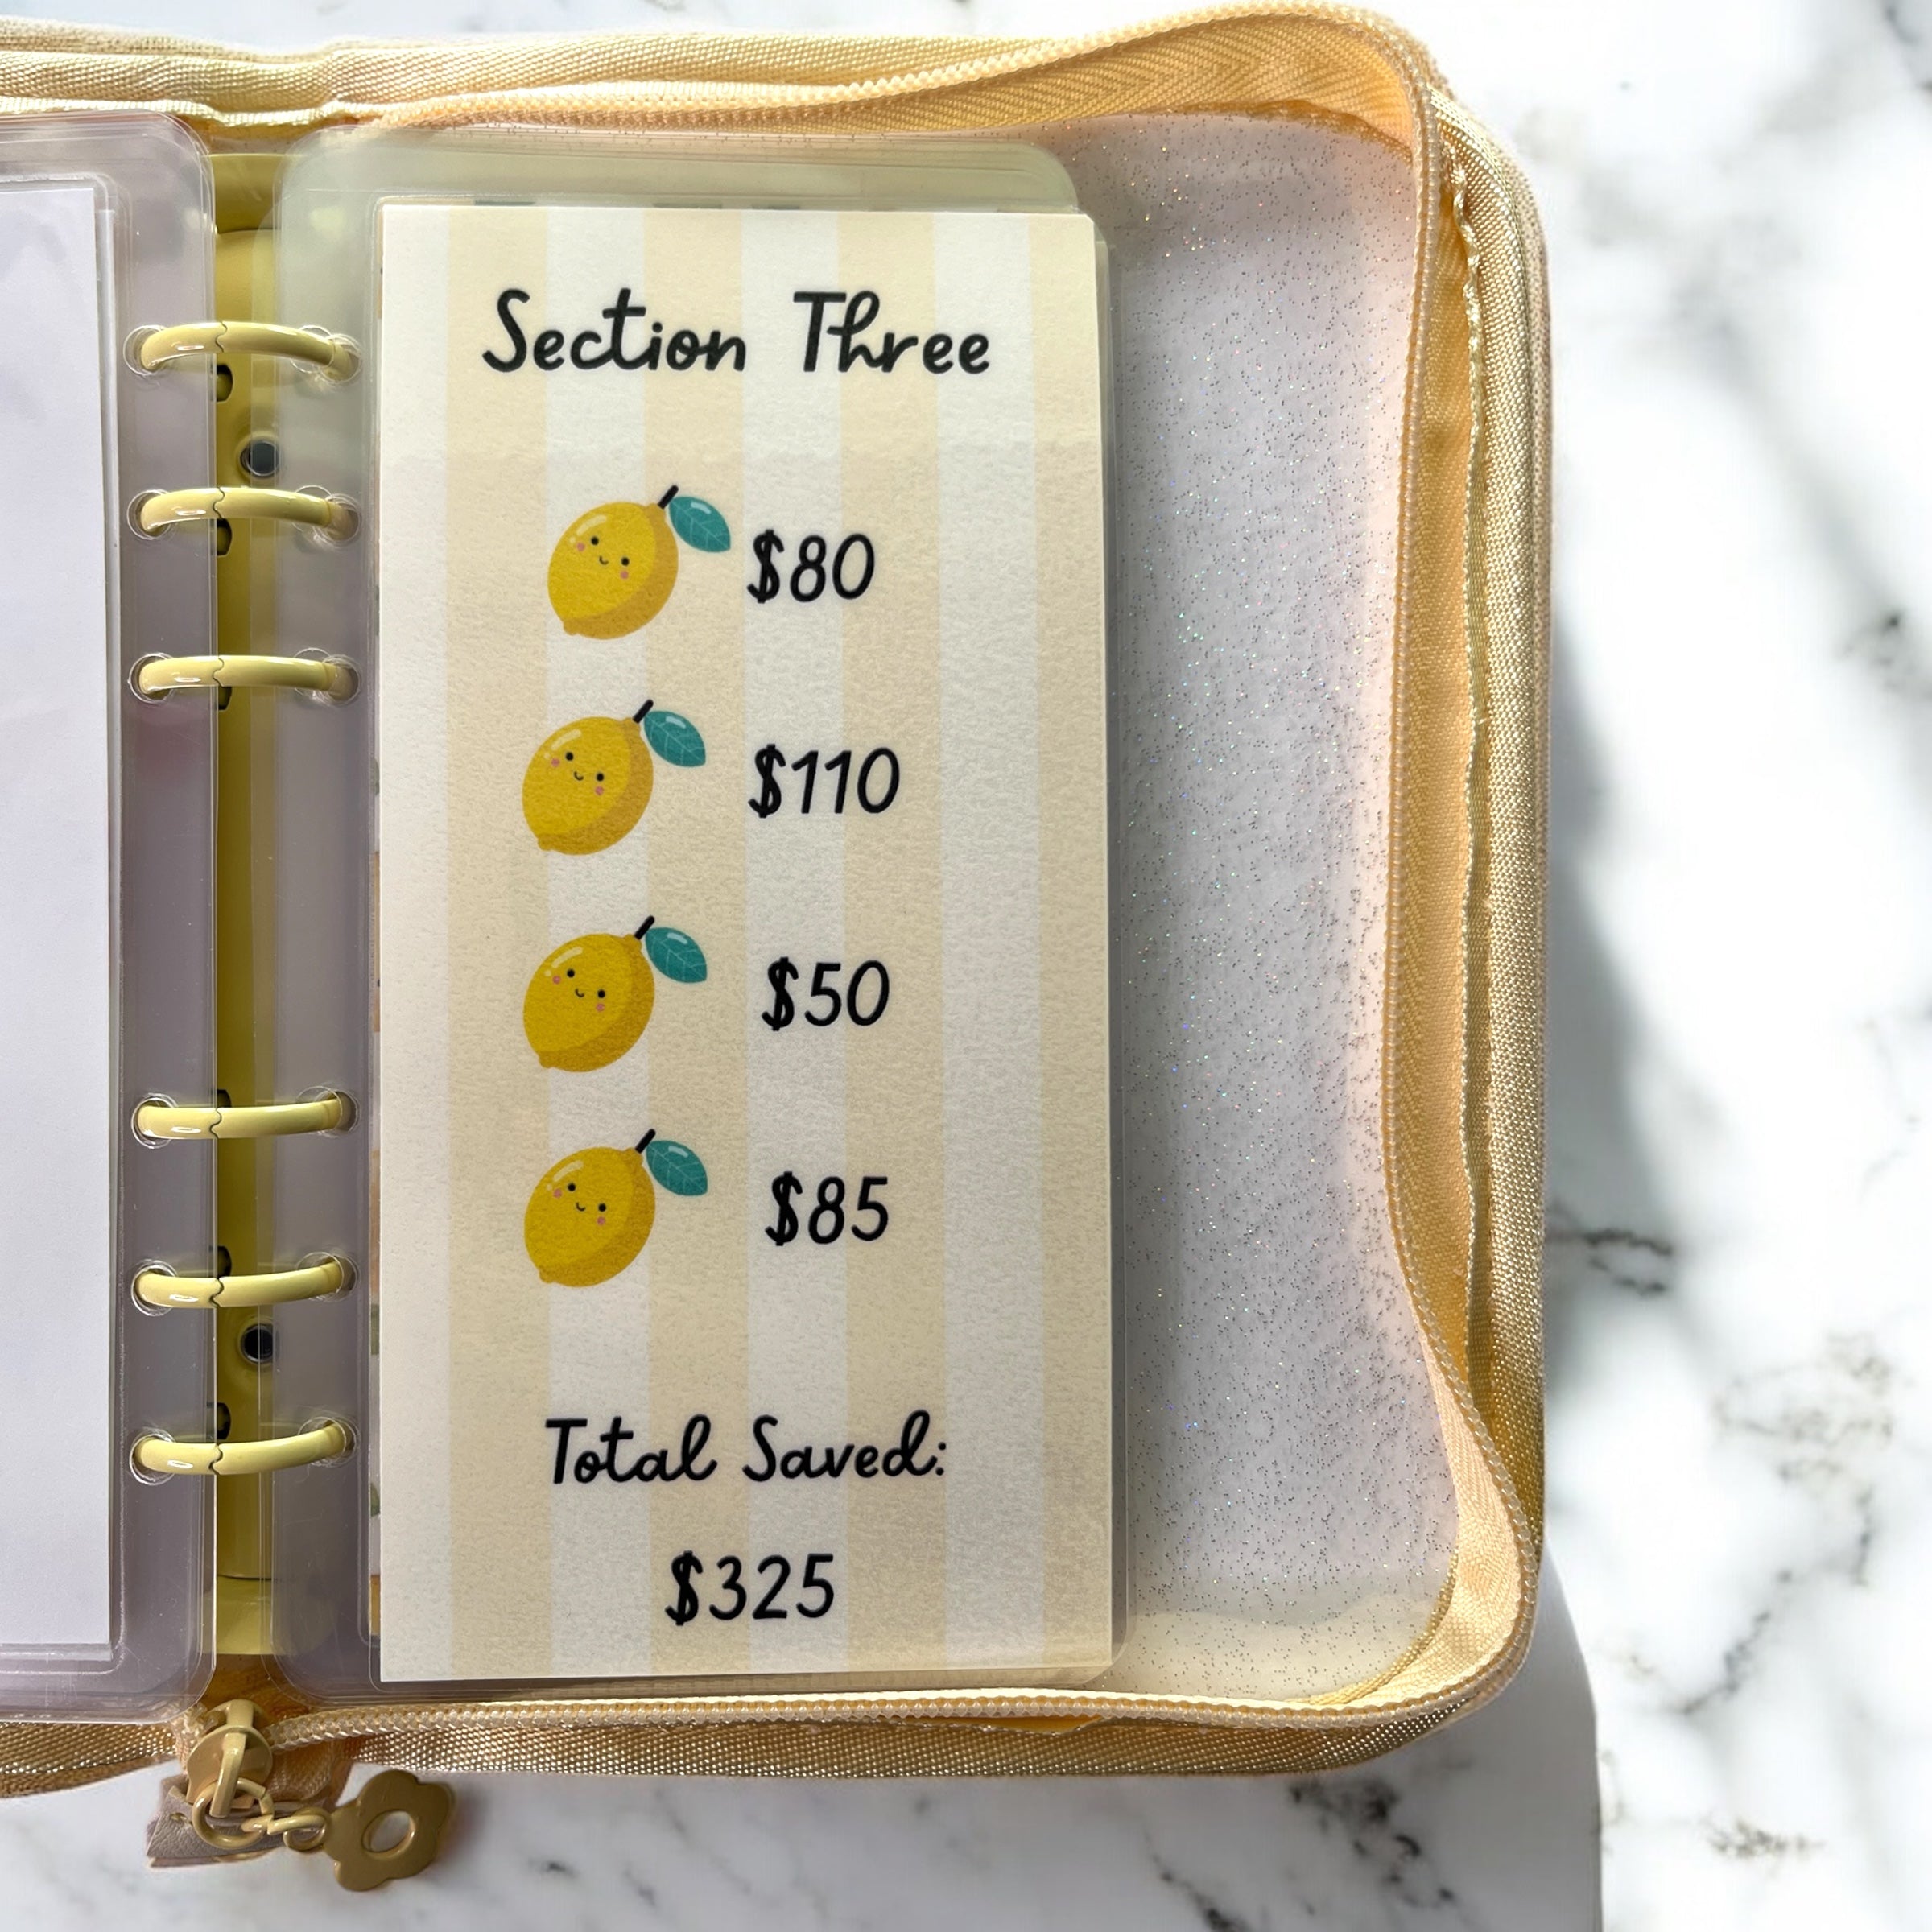 Section Three
$80
$110
$50
$85
Total Saved:
$325